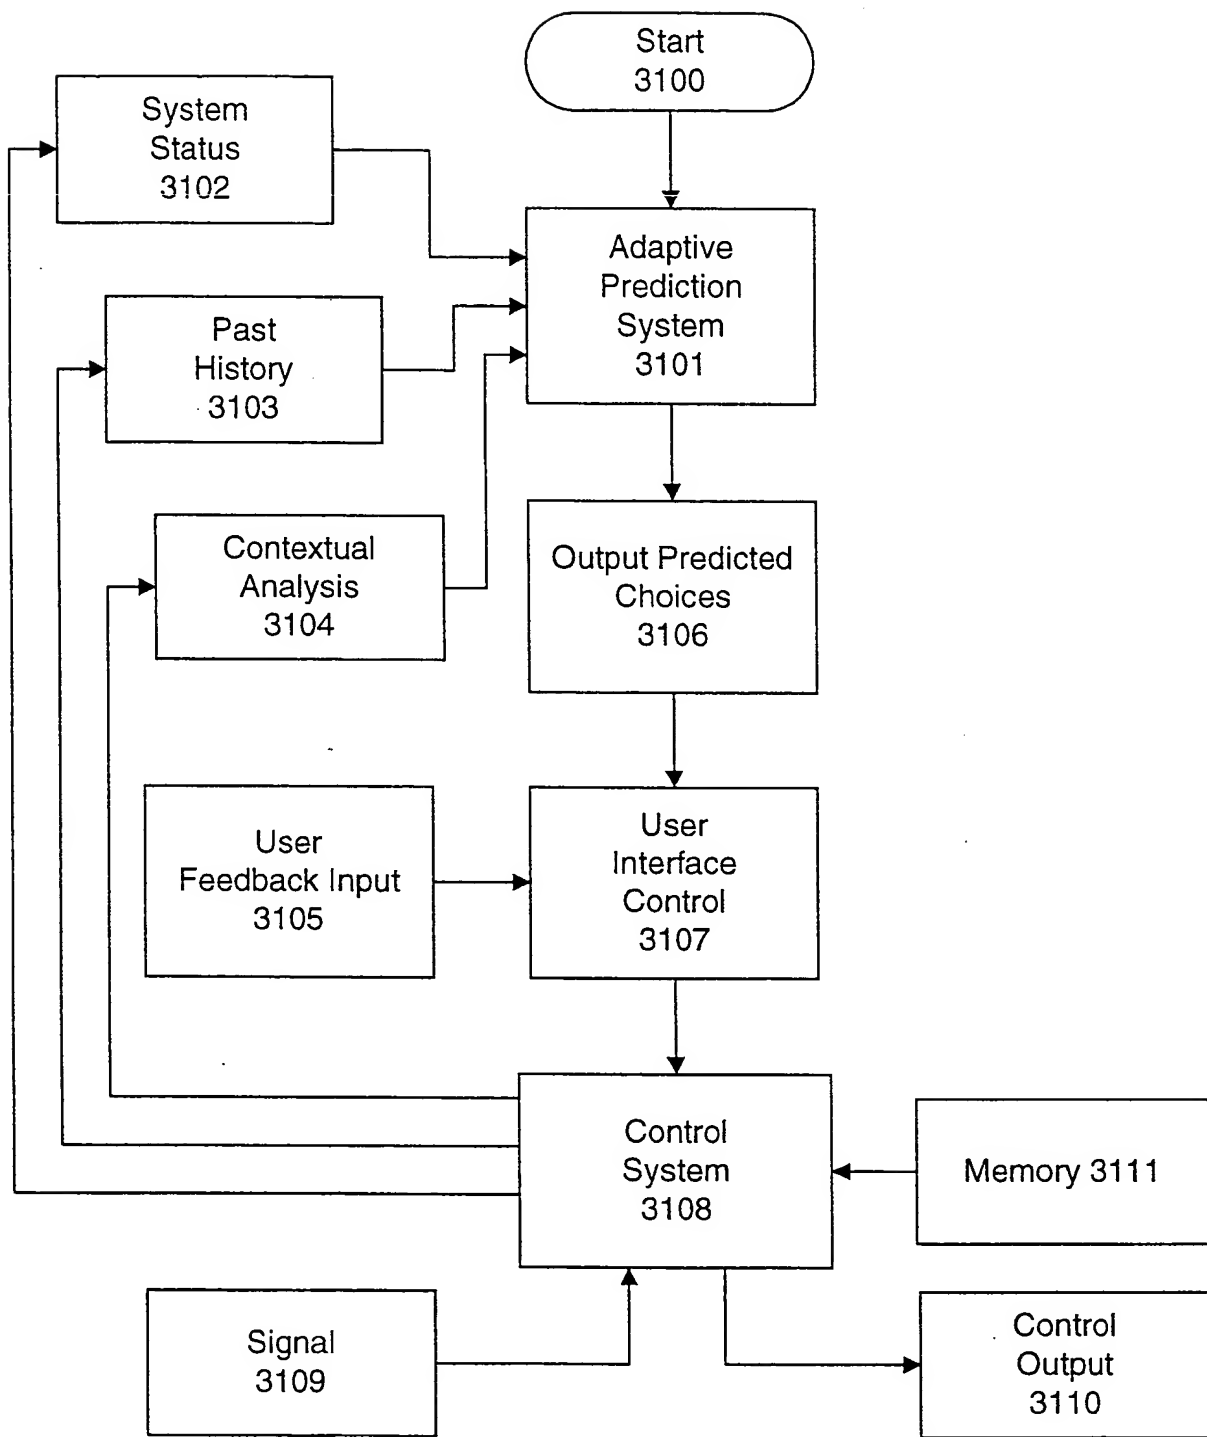 Start
3100
System
Status
3102
Adaptive
Prediction
System
3101
Past
History
3103
Contextual
Analysis
3104
Output Predicted
Choices
3106
User
Feedback Input
3105
User
Interface
Control
3107
Control
System
3108
Memory 3111
Signal
3109
Control
Output
3110